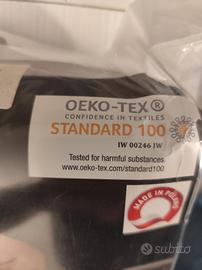 OEKO-TEX®
CONFIDENCE IN TEXTILES
STANDARD 100
IW 00246 IW
Tested for harmful substances.
www.oeko-tex.com/standard100
MADE IN POLAND
subito